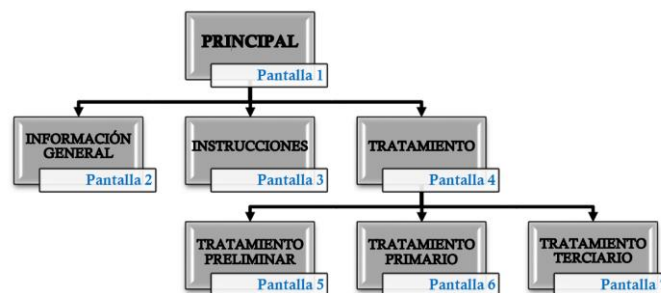 PRINCIPAL
Pantalla 1
INFORMACIÓN
GENERAL
Pantalla 2
INSTRUCCIONES
Pantalla 3
TRATAMIENTO
Pantalla 4
TRATAMIENTO
PRELIMINAR
Pantalla 5
TRATAMIENTO
PRIMARIO
Pantalla 6
TRATAMIENTO
TERCIARIO
Pantalla